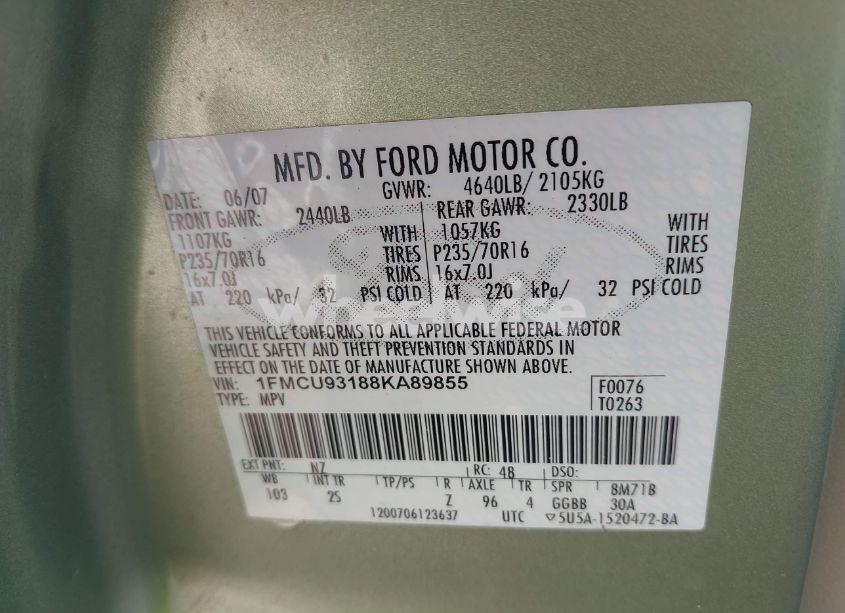 MFD. BY FORD MOTOR CO.
DATE: 06/07 GVWR: 4640LB/ 2105KG
FRONT GAWR: 2440LB REAR GAWR: 2330LB
1107KG WITH 1057KG WITH
P235/70R16 TIRES P235/70R16 TIRES
16x7.0J RIMS 16x7.0J RIMS
AT 220 kPa/ 32 PSI COLD AT 220 kPa/ 32 PSI COLD
wheelwise
THIS VEHICLE CONFORMS TO ALL APPLICABLE FEDERAL MOTOR
VEHICLE SAFETY AND THEFT PREVENTION STANDARDS IN
EFFECT ON THE DATE OF MANUFACTURE SHOWN ABOVE.
VIN: 1FMCU93188KA89855 F0076
TYPE: MPV T0263
EXT PNT: NZ RC: 48 DSO:
WB INT TR TP/PS R AXLE TR SPR 8M71B
103 2S Z 96 4 GGBB 30A
1200706123637 UTC ▽5U5A-1520472-BA